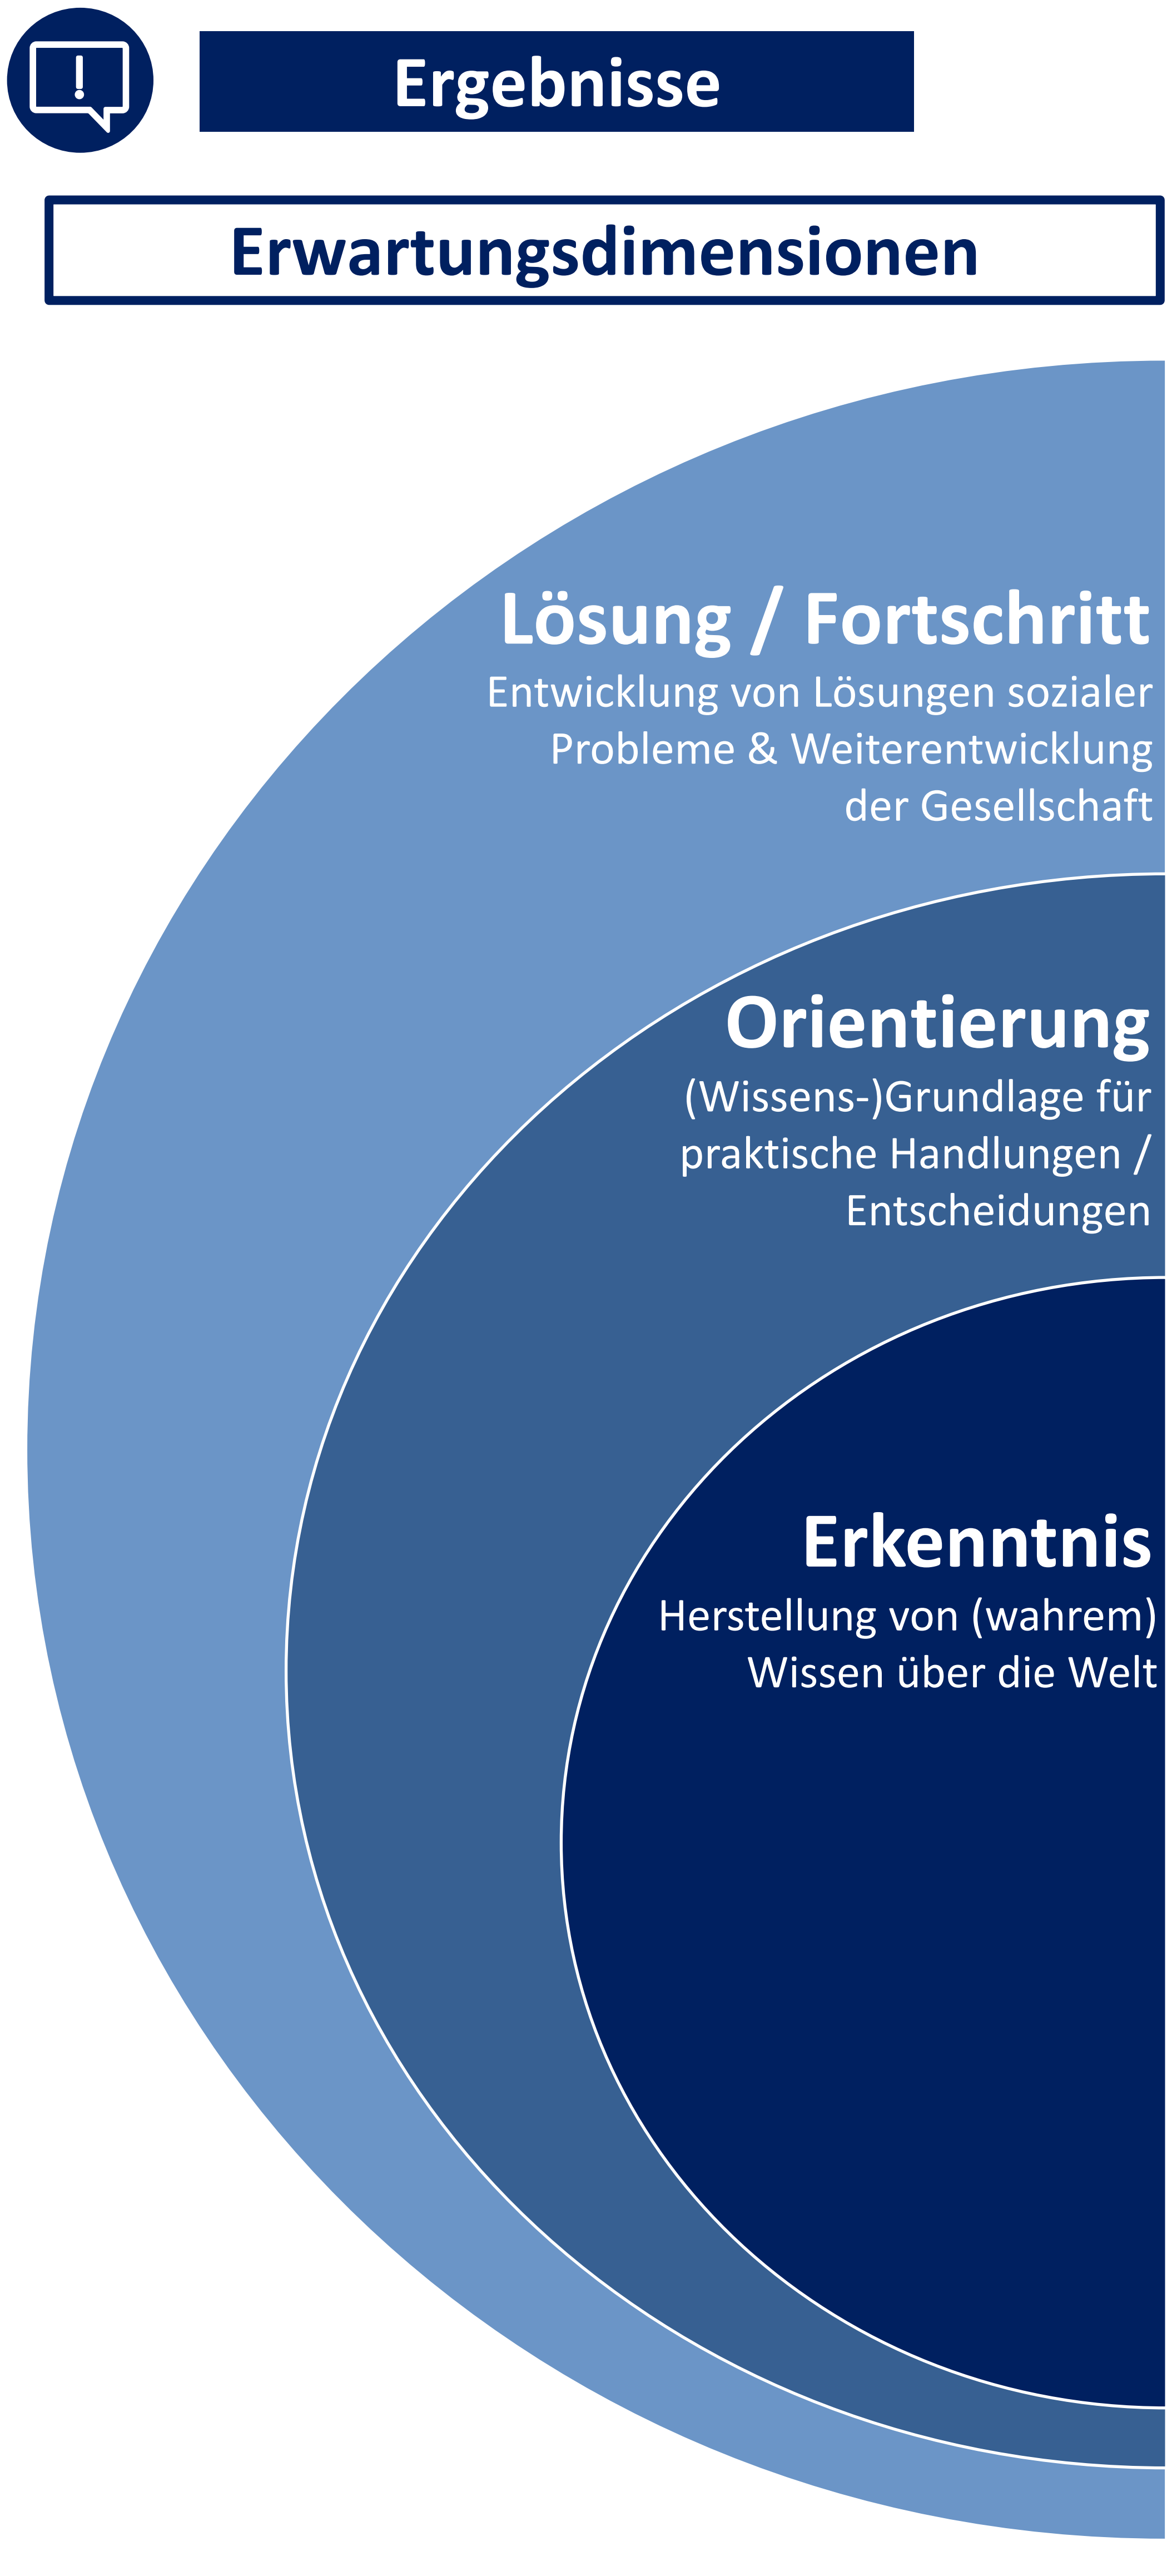 !
Ergebnisse
Erwartungsdimensionen
Lösung / Fortschritt
Entwicklung von Lösungen sozialer
Probleme & Weiterentwicklung
der Gesellschaft
Orientierung
(Wissens-)Grundlage für
praktische Handlungen /
Entscheidungen
Erkenntnis
Herstellung von (wahrem)
Wissen über die Welt